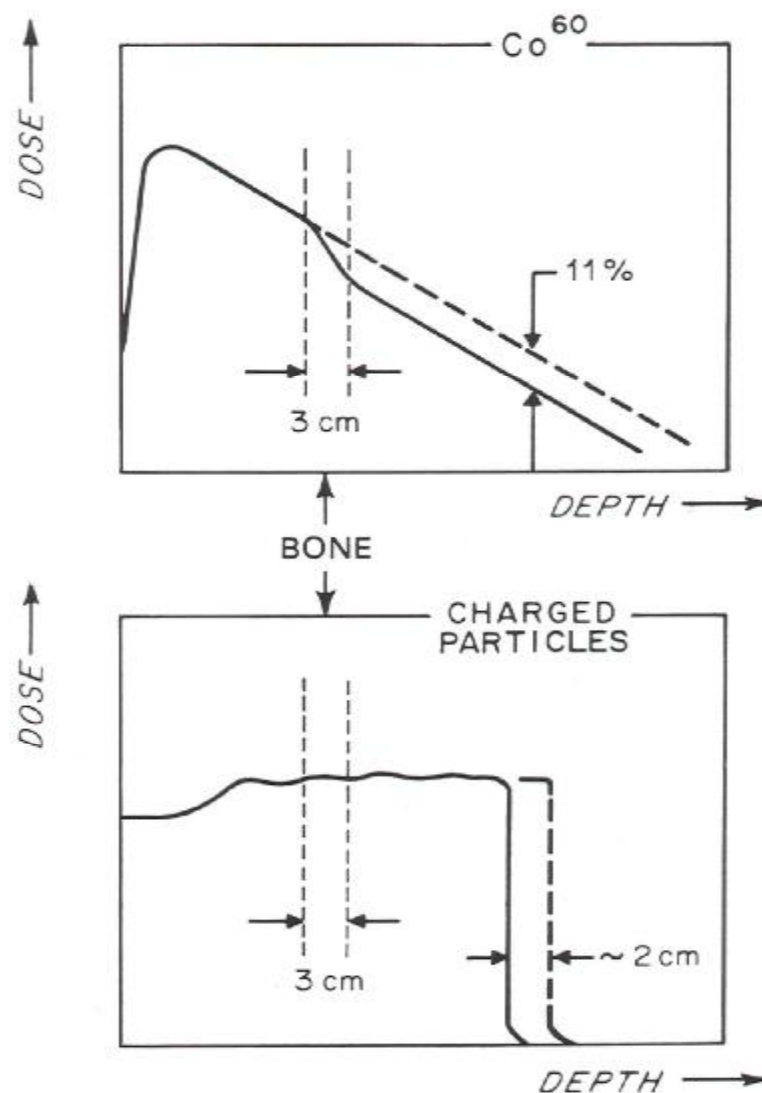 Co⁶⁰
DOSE
11%
3 cm
DEPTH
BONE
CHARGED
PARTICLES
DOSE
3 cm
~ 2 cm
DEPTH